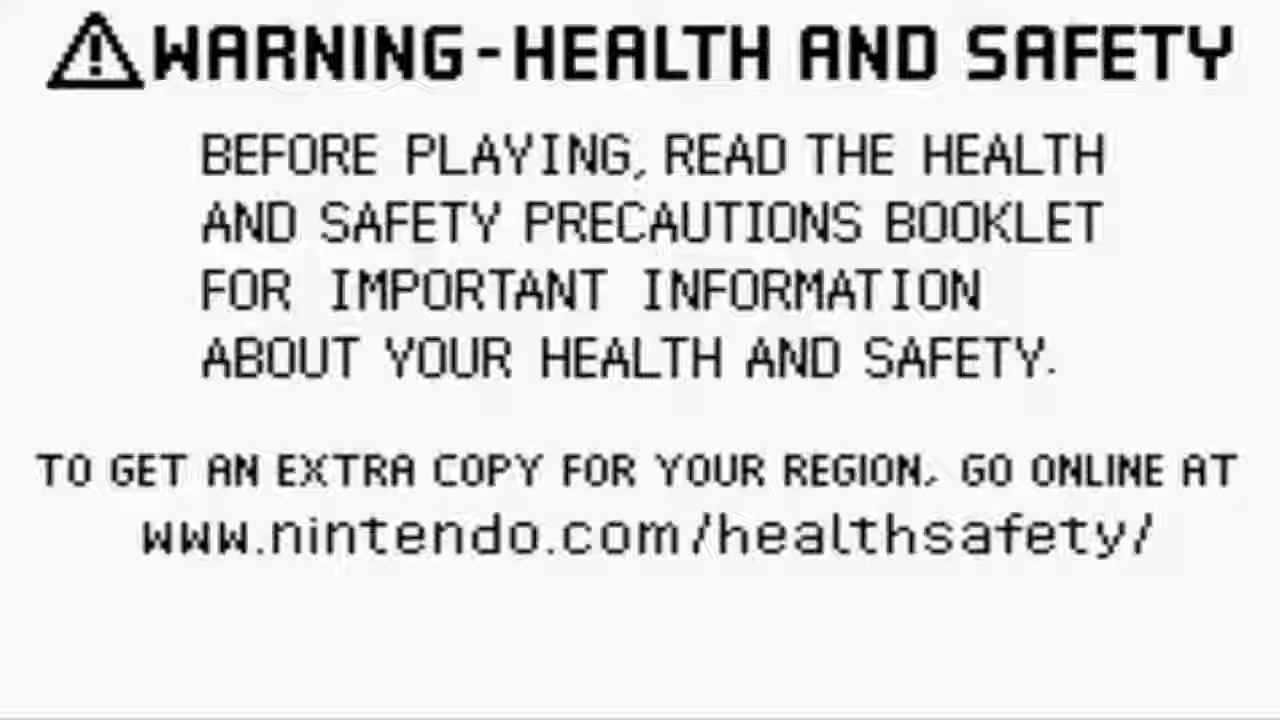 ⚠WARNING-HEALTH AND SAFETY
BEFORE PLAYING, READ THE HEALTH
AND SAFETY PRECAUTIONS BOOKLET
FOR IMPORTANT INFORMATION
ABOUT YOUR HEALTH AND SAFETY.
TO GET AN EXTRA COPY FOR YOUR REGION, GO ONLINE AT
www.nintendo.com/healthsafety/